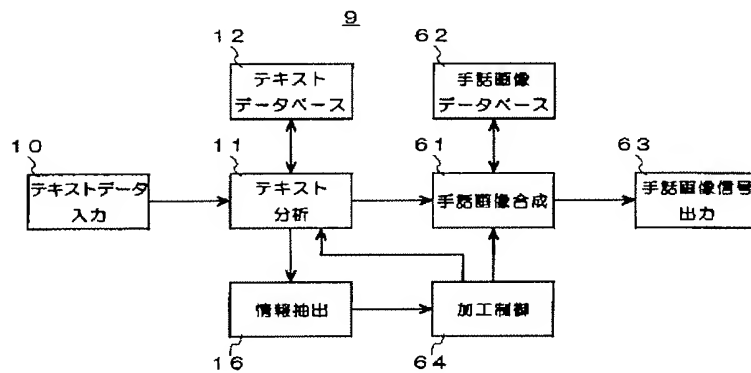 9
12
テキスト
データベース
62
手話画像
データベース
10
テキストデータ
入力
11
テキスト
分析
61
手話画像合成
63
手話画像信号
出力
情報抽出
16
加工制御
64